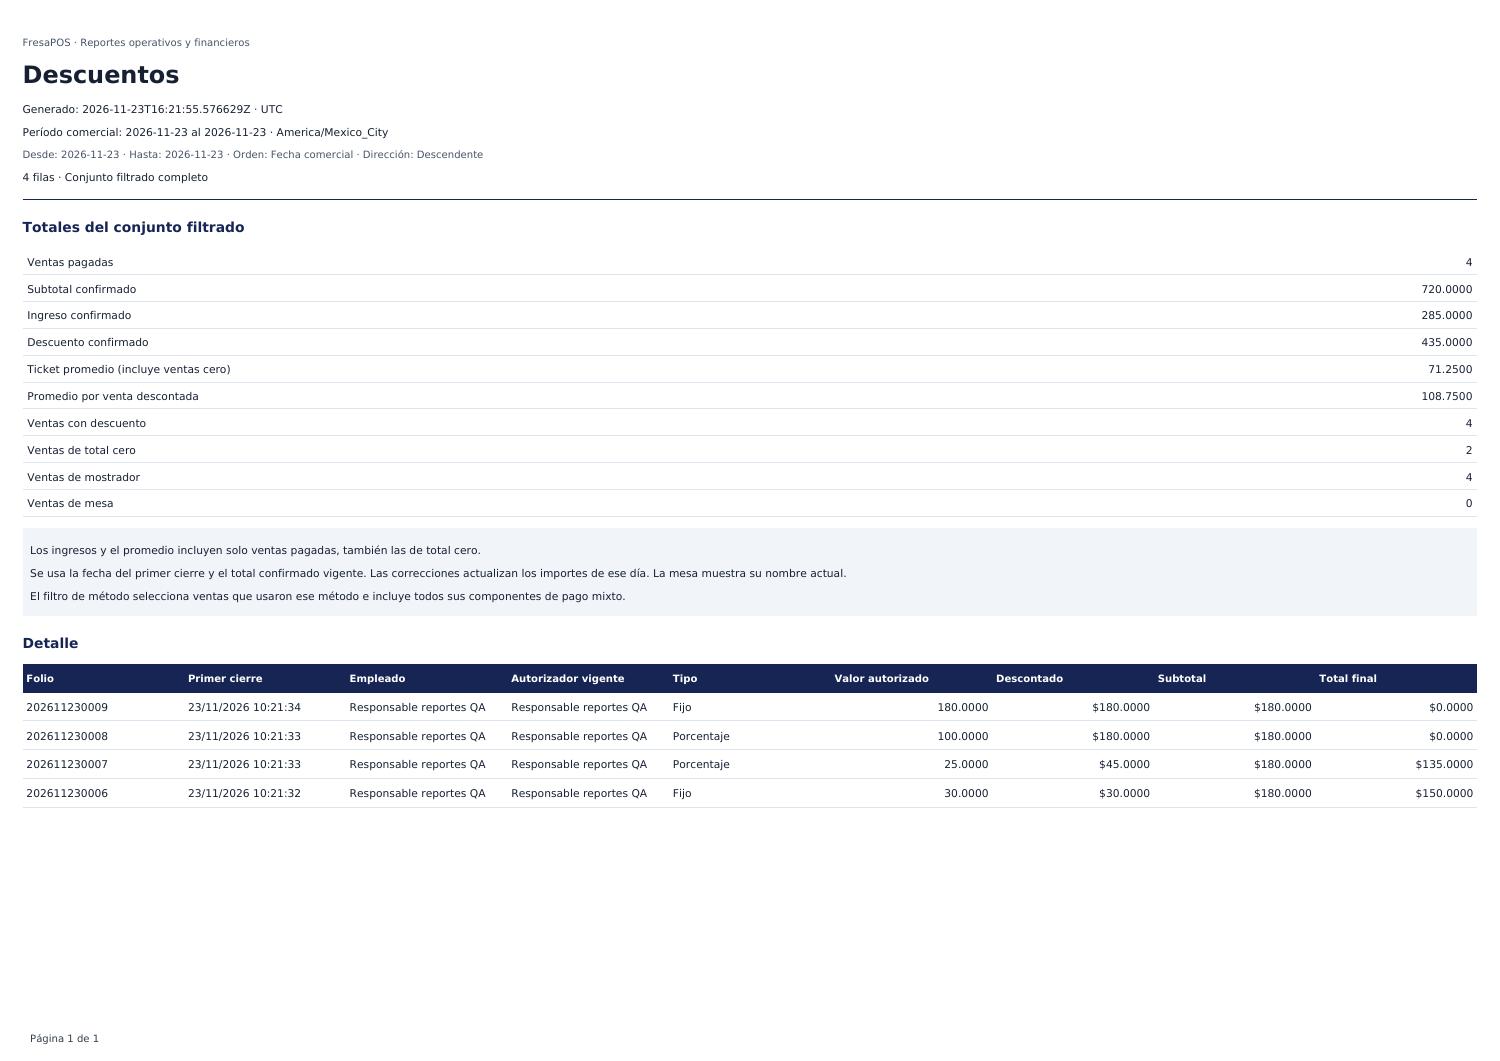 FresaPOS · Reportes operativos y financieros
Descuentos
Generado: 2026-11-23T16:21:55.576629Z · UTC
Período comercial: 2026-11-23 al 2026-11-23 · America/Mexico_City
Desde: 2026-11-23 · Hasta: 2026-11-23 · Orden: Fecha comercial · Dirección: Descendente
4 filas · Conjunto filtrado completo
Totales del conjunto filtrado
Ventas pagadas 4
Subtotal confirmado 720.0000
Ingreso confirmado 285.0000
Descuento confirmado 435.0000
Ticket promedio (incluye ventas cero) 71.2500
Promedio por venta descontada 108.7500
Ventas con descuento 4
Ventas de total cero 2
Ventas de mostrador 4
Ventas de mesa 0
Los ingresos y el promedio incluyen solo ventas pagadas, también las de total cero.
Se usa la fecha del primer cierre y el total confirmado vigente. Las correcciones actualizan los importes de ese día. La mesa muestra su nombre actual.
El filtro de método selecciona ventas que usaron ese método e incluye todos sus componentes de pago mixto.
Detalle
Folio Primer cierre Empleado Autorizador vigente Tipo Valor autorizado Descontado Subtotal Total final
202611230009 23/11/2026 10:21:34 Responsable reportes QA Responsable reportes QA Fijo 180.0000 $180.0000 $180.0000 $0.0000
202611230008 23/11/2026 10:21:33 Responsable reportes QA Responsable reportes QA Porcentaje 100.0000 $180.0000 $180.0000 $0.0000
202611230007 23/11/2026 10:21:33 Responsable reportes QA Responsable reportes QA Porcentaje 25.0000 $45.0000 $180.0000 $135.0000
202611230006 23/11/2026 10:21:32 Responsable reportes QA Responsable reportes QA Fijo 30.0000 $30.0000 $180.0000 $150.0000
Página 1 de 1